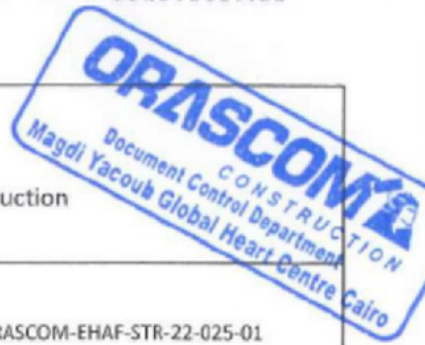 ORASCOM
CONSTRUCTION
Document Control Department
Magdi Yacoub Global Heart Centre Cairo
uction
RASCOM-EHAF-STR-22-025-01